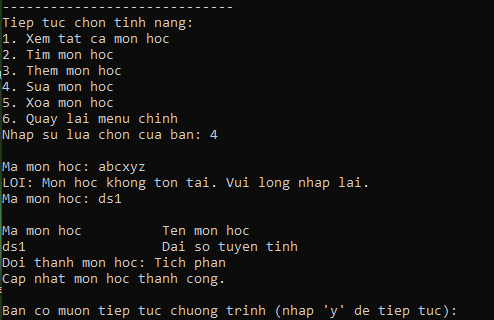 ----------------------------
Tiep tuc chon tinh nang:
1. Xem tat ca mon hoc
2. Tim mon hoc
3. Them mon hoc
4. Sua mon hoc
5. Xoa mon hoc
6. Quay lai menu chinh
Nhap su lua chon cua ban: 4
Ma mon hoc: abcxyz
LOI: Mon hoc khong ton tai. Vui long nhap lai.
Ma mon hoc: ds1
Ma mon hoc          Ten mon hoc
ds1                 Dai so tuyen tinh
Doi thanh mon hoc: Tich phan
Cap nhat mon hoc thanh cong.
Ban co muon tiep tuc chuong trinh (nhap 'y' de tiep tuc):